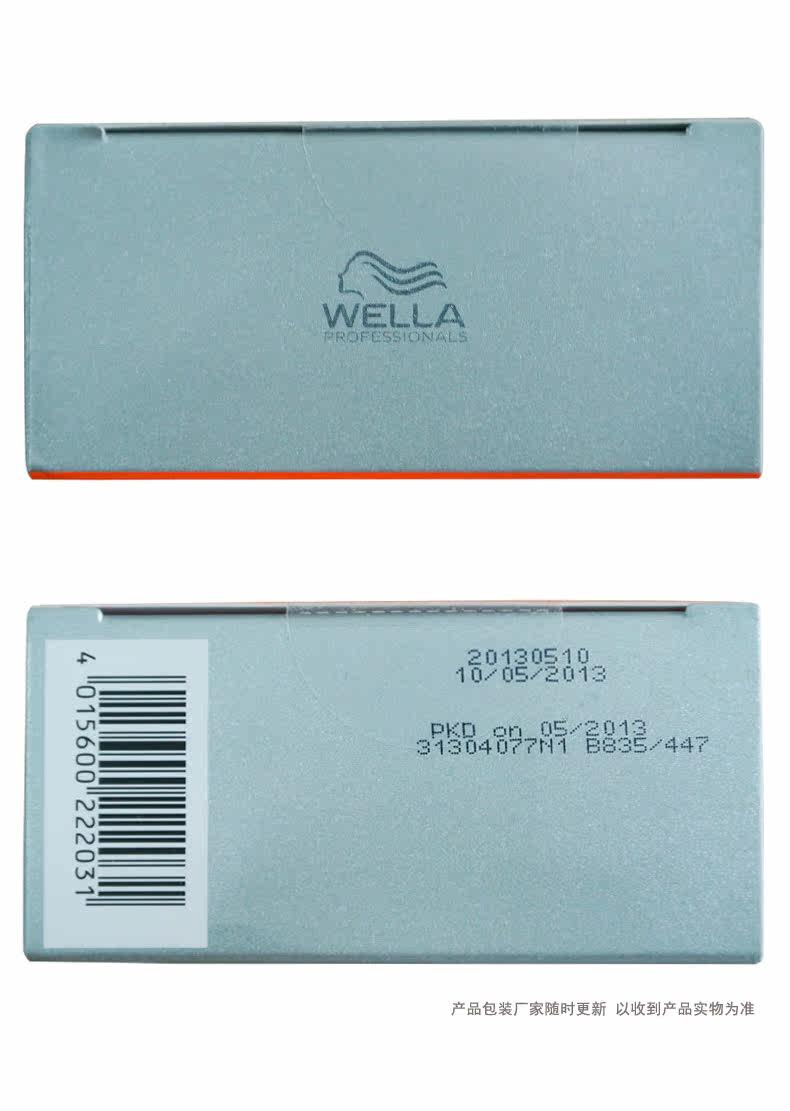 WELLA
PROFESSIONALS
4 015600 222031
20130510
10/05/2013
PKD on 05/2013
31304077N1 B835/447
产品包装厂家随时更新 以收到产品实物为准